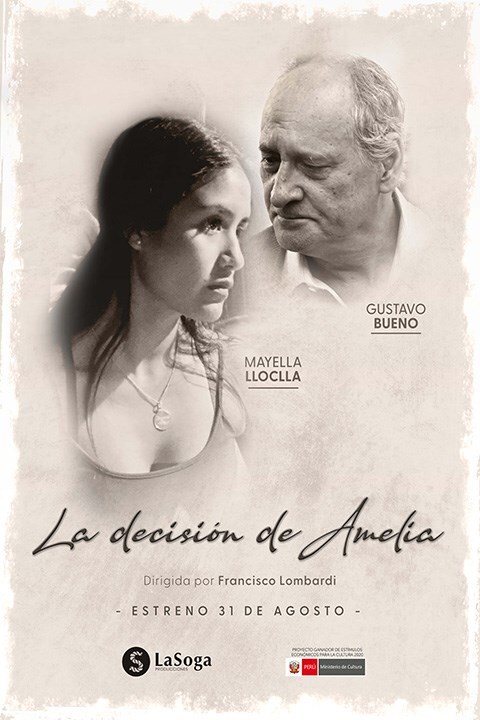 GUSTAVO
BUENO
MAYELLA
LLOCLLA
La decisión de Amelia
Dirigida por Francisco Lombardi
- ESTRENO 31 DE AGOSTO -
LaSoga
PRODUCCIONES
PROYECTO GANADOR DE ESTÍMULOS
ECONÓMICOS PARA LA CULTURA 2020
PERÚ Ministerio de Cultura